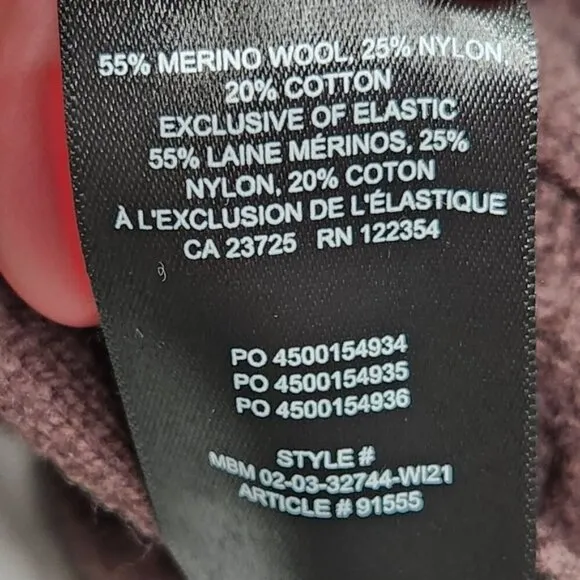 55% MERINO WOOL, 25% NYLON,
20% COTTON
EXCLUSIVE OF ELASTIC
55% LAINE MÉRINOS, 25%
NYLON, 20% COTON
À L'EXCLUSION DE L'ÉLASTIQUE
CA 23725 RN 122354
PO 4500154934
PO 4500154935
PO 4500154936
STYLE #
MBM 02-03-32744-WI21
ARTICLE # 91555